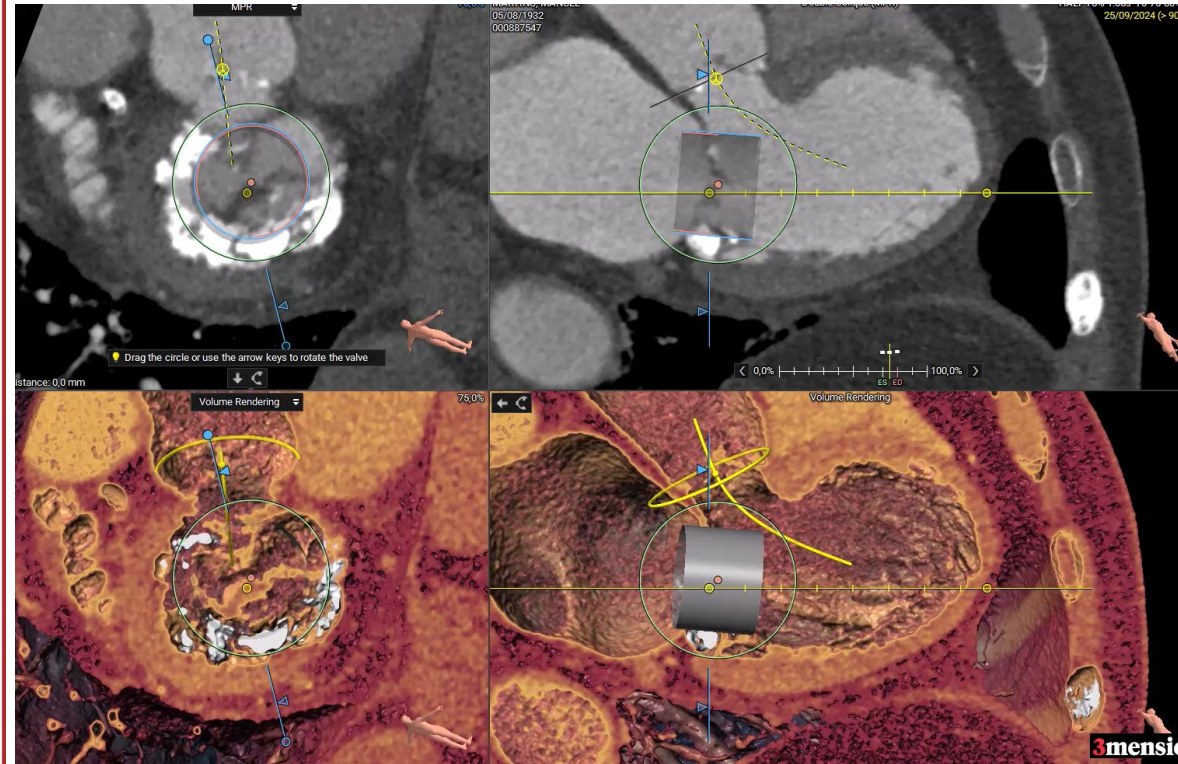 MPR
05/08/1932
000887547
25/09/2024 (> 90
Drag the circle or use the arrow keys to rotate the valve
istance: 0,0 mm
0,0%
100,0%
ES ED
Volume Rendering
75,0%
Volume Rendering
3mensio